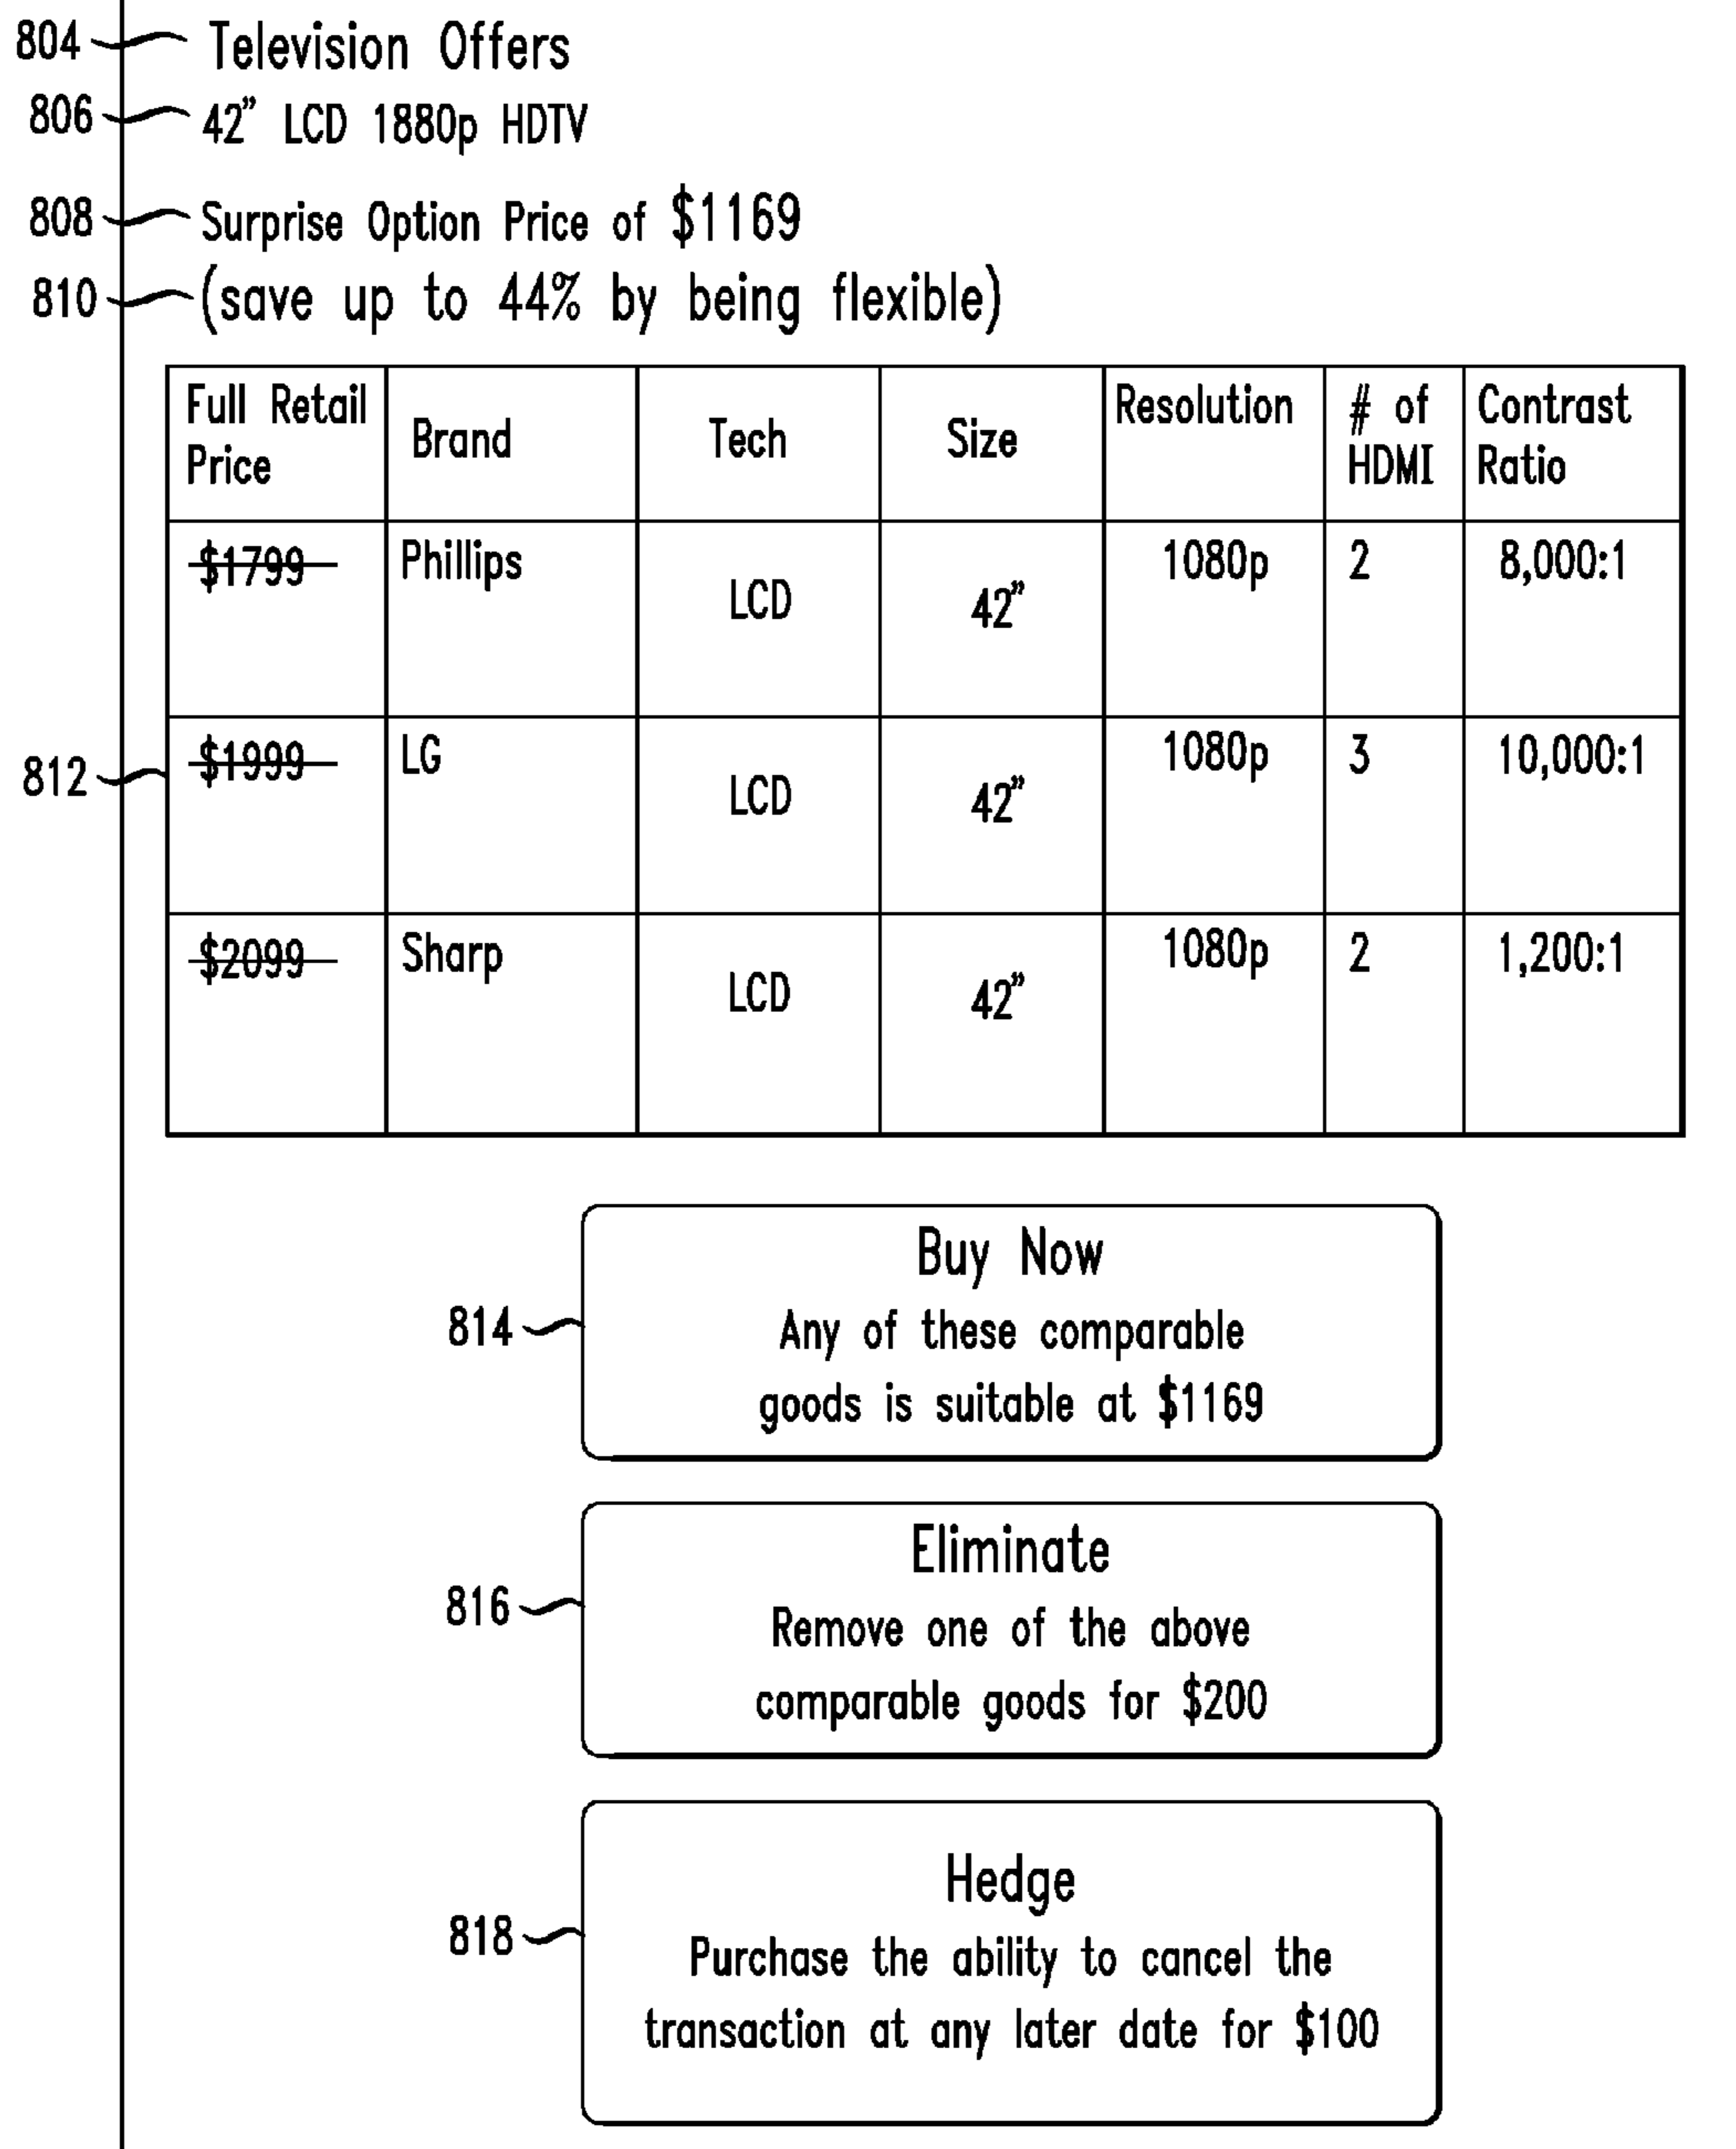 804 Television Offers
806 42" LCD 1880p HDTV
808 Surprise Option Price of $1169
810 (save up to 44% by being flexible)
Full Retail Price Brand Tech Size Resolution # of HDMI Contrast Ratio
$1799 Phillips LCD 42" 1080p 2 8,000:1
812 $1999 LG LCD 42" 1080p 3 10,000:1
$2099 Sharp LCD 42" 1080p 2 1,200:1
Buy Now
814 Any of these comparable
goods is suitable at $1169
Eliminate
816 Remove one of the above
comparable goods for $200
Hedge
818 Purchase the ability to cancel the
transaction at any later date for $100